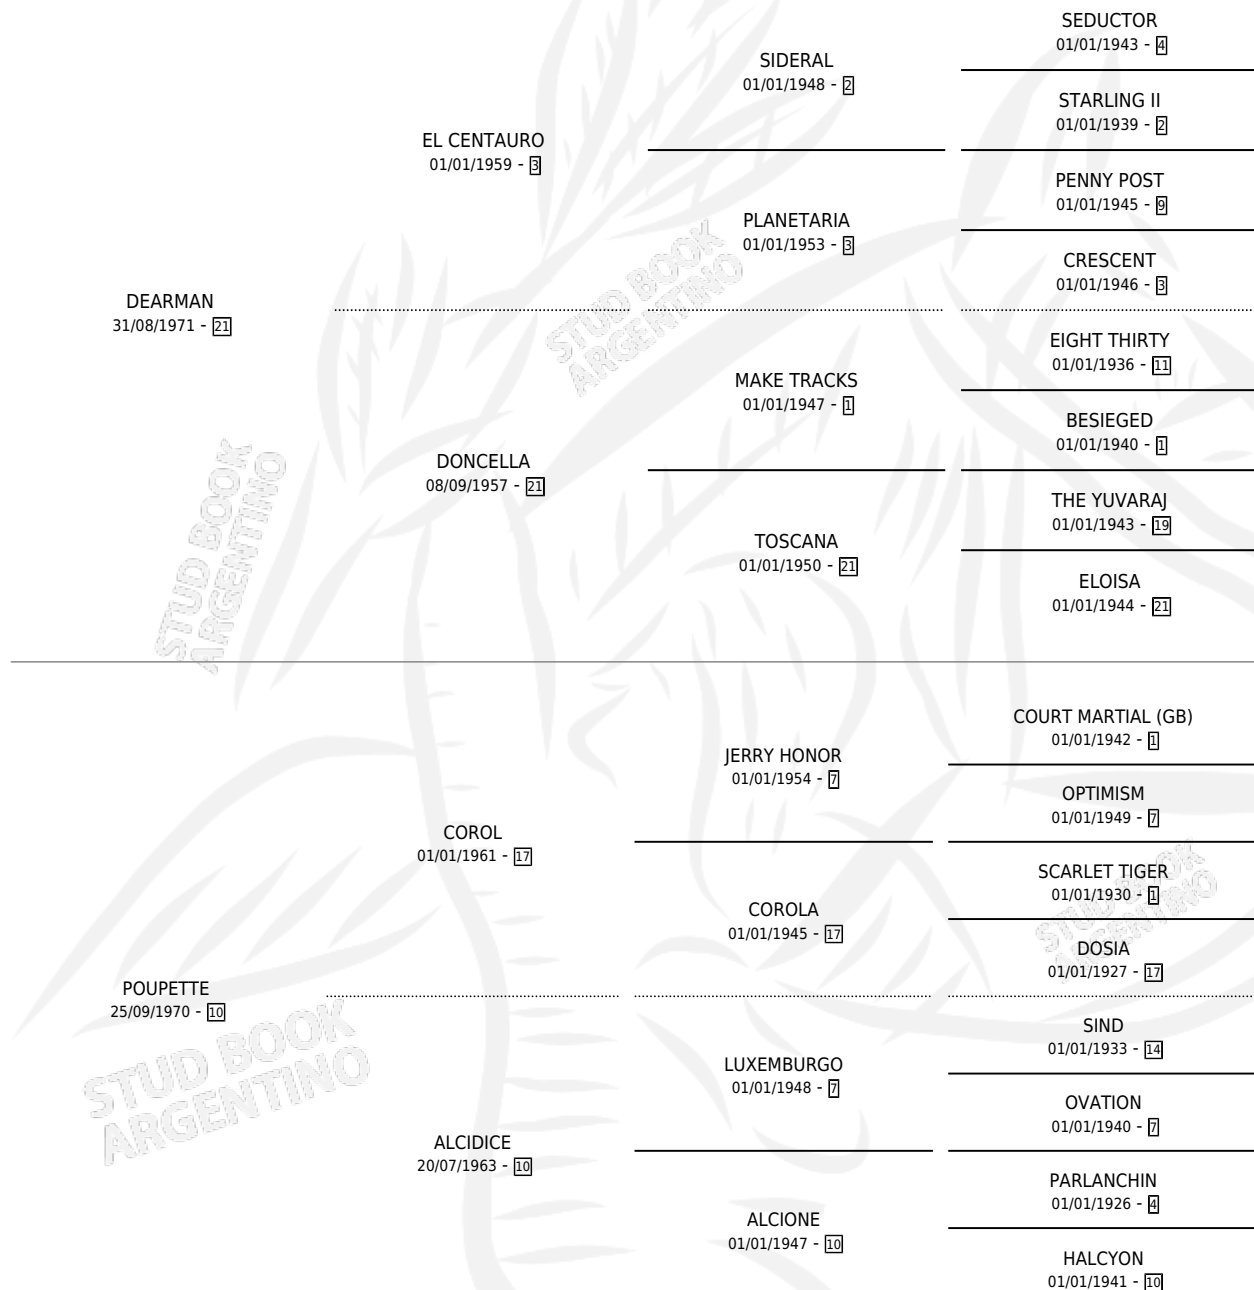 SEDUCTOR
01/01/1943 - 4
SIDERAL
01/01/1948 - 2
STARLING II
01/01/1939 - 2
EL CENTAURO
01/01/1959 - 3
PENNY POST
01/01/1945 - 9
PLANETARIA
01/01/1953 - 3
CRESCENT
01/01/1946 - 3
DEARMAN
31/08/1971 - 21
EIGHT THIRTY
01/01/1936 - 11
MAKE TRACKS
01/01/1947 - 1
BESIEGED
01/01/1940 - 1
DONCELLA
08/09/1957 - 21
THE YUVARAJ
01/01/1943 - 19
TOSCANA
01/01/1950 - 21
ELOISA
01/01/1944 - 21
COURT MARTIAL (GB)
01/01/1942 - 1
JERRY HONOR
01/01/1954 - 7
OPTIMISM
01/01/1949 - 7
COROL
01/01/1961 - 17
SCARLET TIGER
01/01/1930 - 1
COROLA
01/01/1945 - 17
DOSIA
01/01/1927 - 17
POUPETTE
25/09/1970 - 10
SIND
01/01/1933 - 14
LUXEMBURGO
01/01/1948 - 7
OVATION
01/01/1940 - 7
ALCIDICE
20/07/1963 - 10
PARLANCHIN
01/01/1926 - 4
ALCIONE
01/01/1947 - 10
HALCYON
01/01/1941 - 10
STUD BOOK
ARGENTINO
STUD BOOK
ARGENTINO
STUD BOOK
ARGENTINO
STUD BOOK
ARGENTINO